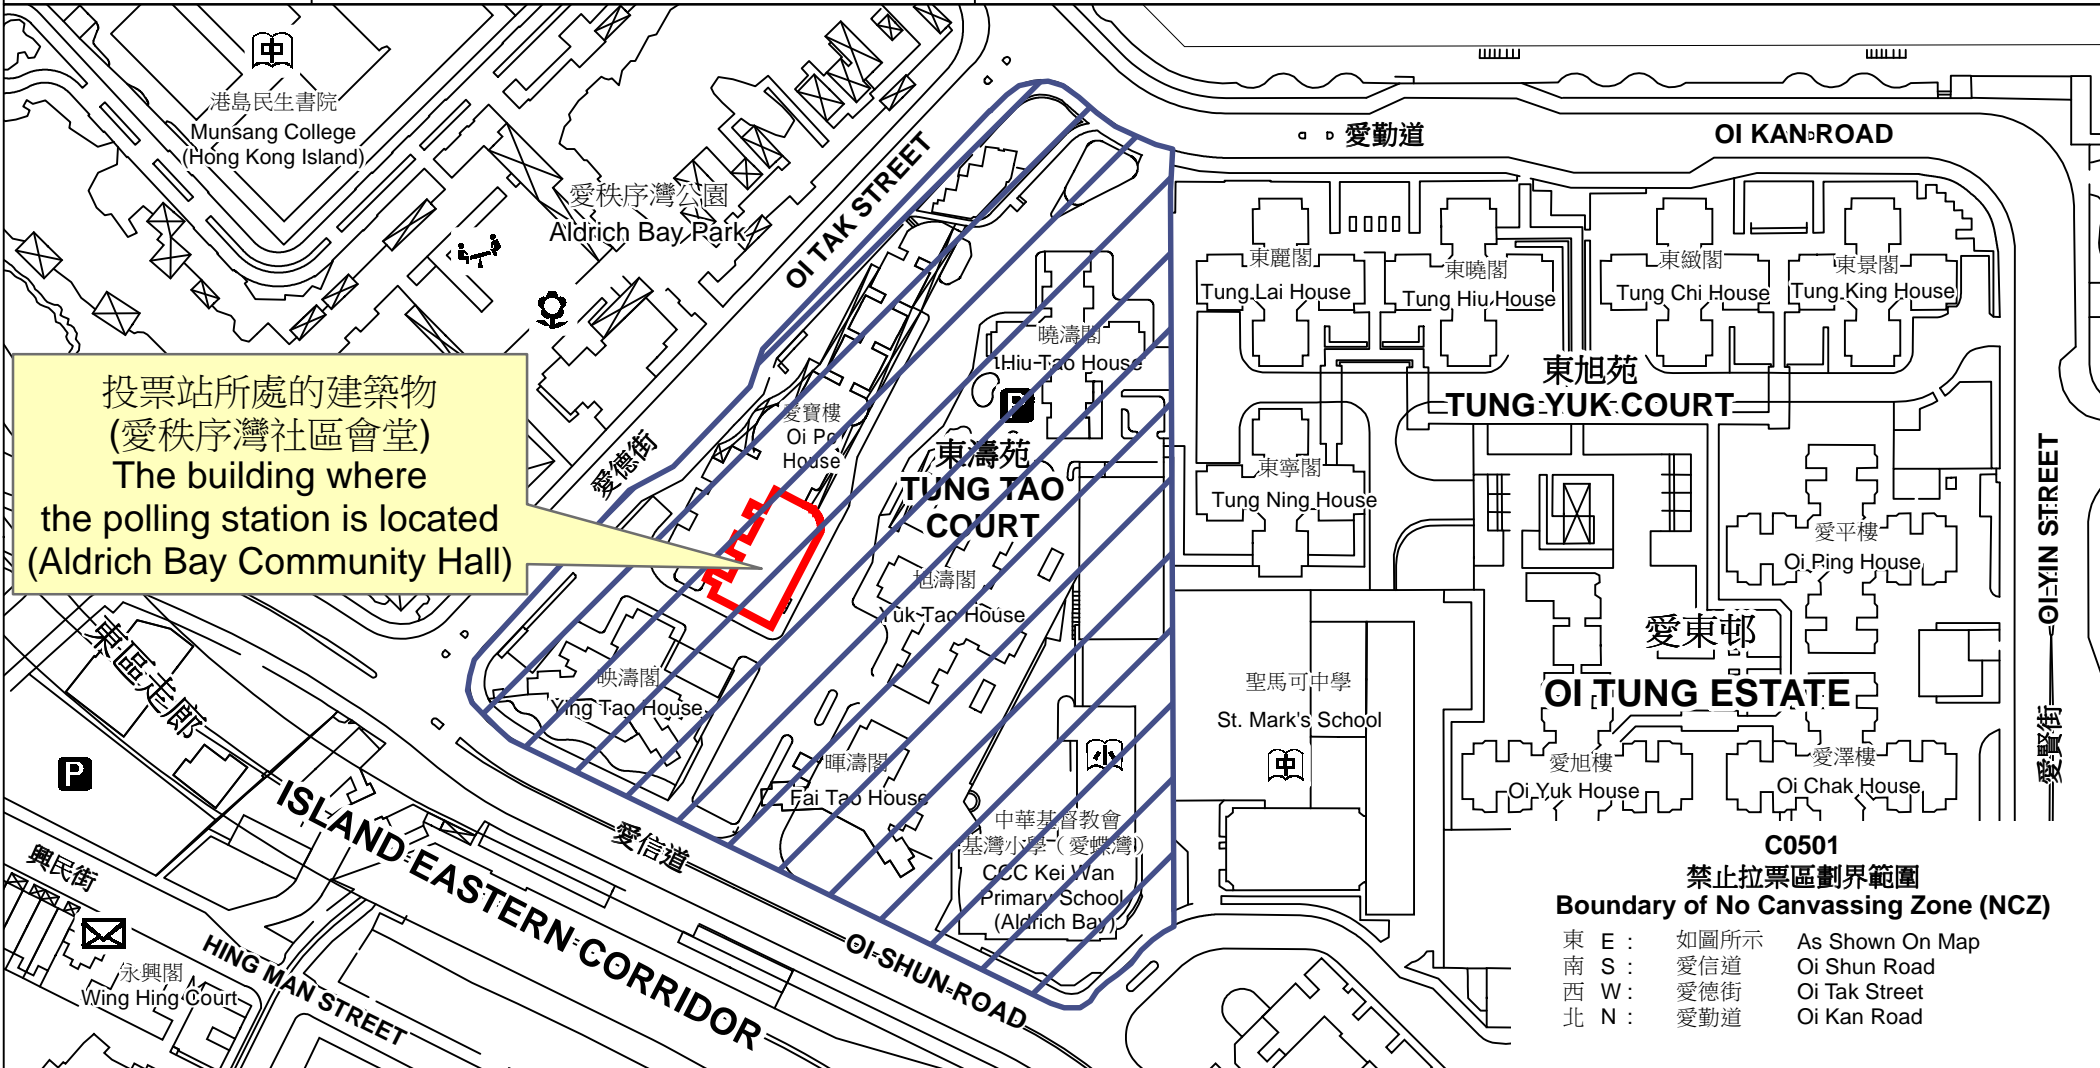 中
港島民生書院
Munsang College
(Hong Kong Island)
愛秩序灣公園
Aldrich Bay Park
OI TAK STREET
愛德街
愛勤道
OI KAN ROAD
東麗閣
Tung Lai House
東曉閣
Tung Hiu House
東緻閣
Tung Chi House
東景閣
Tung King House
曉濤閣
Hiu Tao House
P
東旭苑
TUNG YUK COURT
投票站所處的建築物
(愛秩序灣社區會堂)
The building where
the polling station is located
(Aldrich Bay Community Hall)
愛寶樓
Oi Po
House
東濤苑
TUNG TAO
COURT
東寧閣
Tung Ning House
愛平樓
Oi Ping House
OI YIN STREET
愛賢街
旭濤閣
Yuk Tao House
愛東邨
OI TUNG ESTATE
東區走廊
映濤閣
Ying Tao House
聖馬可中學
St. Mark's School
中
小
P
暉濤閣
Fai Tao House
愛旭樓
Oi Yuk House
愛澤樓
Oi Chak House
ISLAND EASTERN CORRIDOR
愛信道
OI SHUN ROAD
中華基督教會
基灣小學（愛蝶灣）
CCC Kei Wan
Primary School
(Aldrich Bay)
興民街
HING MAN STREET
永興閣
Wing Hing Court
C0501
禁止拉票區劃界範圍
Boundary of No Canvassing Zone (NCZ)
東 E : 如圖所示 As Shown On Map
南 S : 愛信道 Oi Shun Road
西 W : 愛德街 Oi Tak Street
北 N : 愛勤道 Oi Kan Road